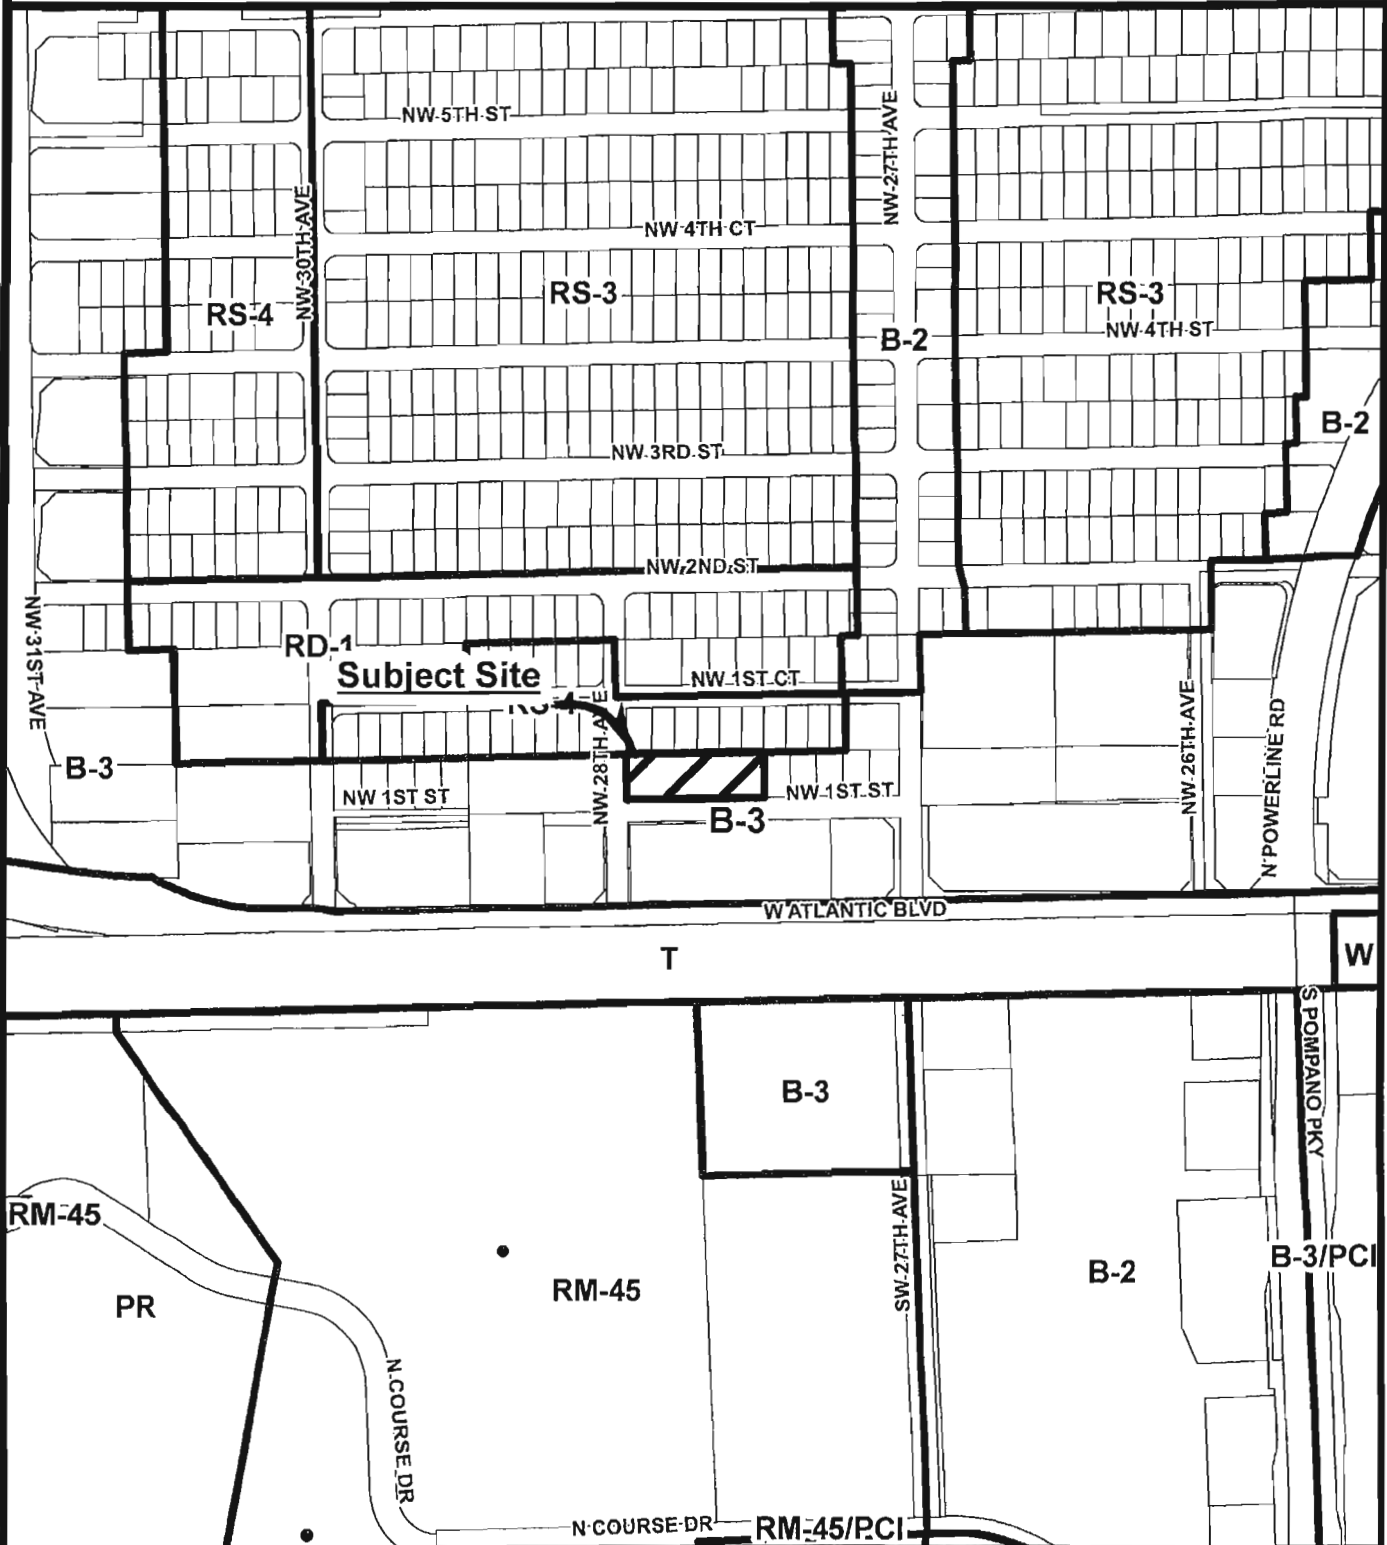 NW 5TH ST
NW 27TH AVE
NW 30TH AVE
NW 4TH CT
RS-4
RS-3
RS-3
NW 4TH ST
B-2
B-2
NW 3RD ST
NW 2ND ST
NW 31ST AVE
RD-1
Subject Site
RS-4
NW 1ST CT
NW 28TH AVE
NW 26TH AVE
N POWERLINE RD
B-3
NW 1ST ST
NW 1ST ST
B-3
W ATLANTIC BLVD
T
W
S POMPANO PKY
B-3
RM-45
SW 27TH AVE
PR
RM-45
B-2
B-3/PCI
N COURSE DR
N COURSE DR
RM-45/PCI